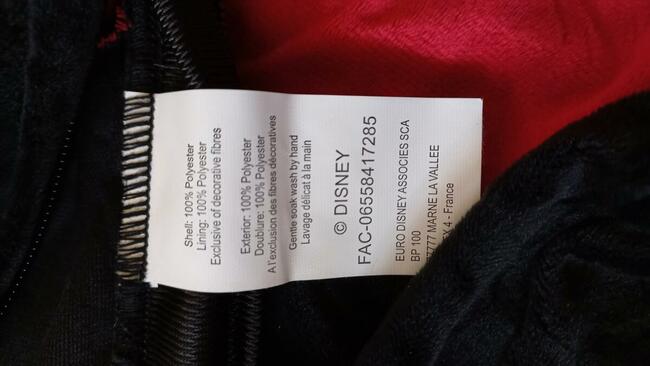 Shell: 100% Polyester
Lining: 100% Polyester
Exclusive of decorative fibres
Exterior: 100% Polyester
Doublure: 100% Polyester
A l'exclusion des fibres décoratives
Gentle soak wash by hand
Lavage délicat à la main
© DISNEY
FAC-06558417285
EURO DISNEY ASSOCIES SCA
BP 100
MARNE LA VALLEE
4 - France